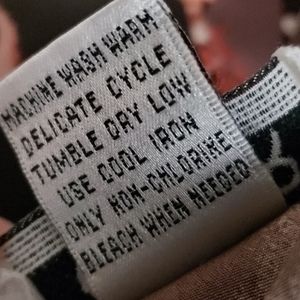 MACHINE WASH WARM
DELICATE CYCLE
TUMBLE DRY LOW
USE COOL IRON
ONLY NON-CHLORINE
BLEACH WHEN NEEDED